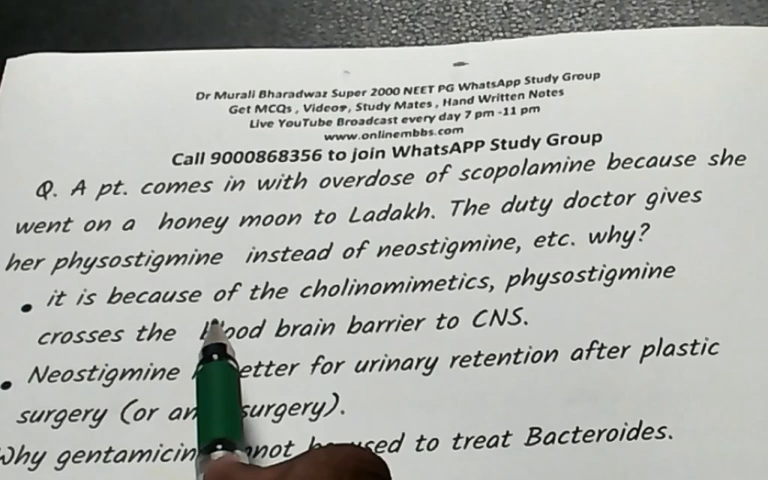 Dr Murali Bharadwaz Super 2000 NEET PG WhatsApp Study Group
Get MCQs , Videos, Study Mates , Hand Written Notes
Live YouTube Broadcast every day 7 pm -11 pm
www.onlinembbs.com
Call 9000868356 to join WhatsAPP Study Group
Q. A pt. comes in with overdose of scopolamine because she
went on a honey moon to Ladakh. The duty doctor gives
her physostigmine instead of neostigmine, etc. why?
• it is because of the cholinomimetics, physostigmine
crosses the blood brain barrier to CNS.
• Neostigmine for urinary retention after plastic
surgery (or surgery).
Why gentamicin used to treat Bacteroides.